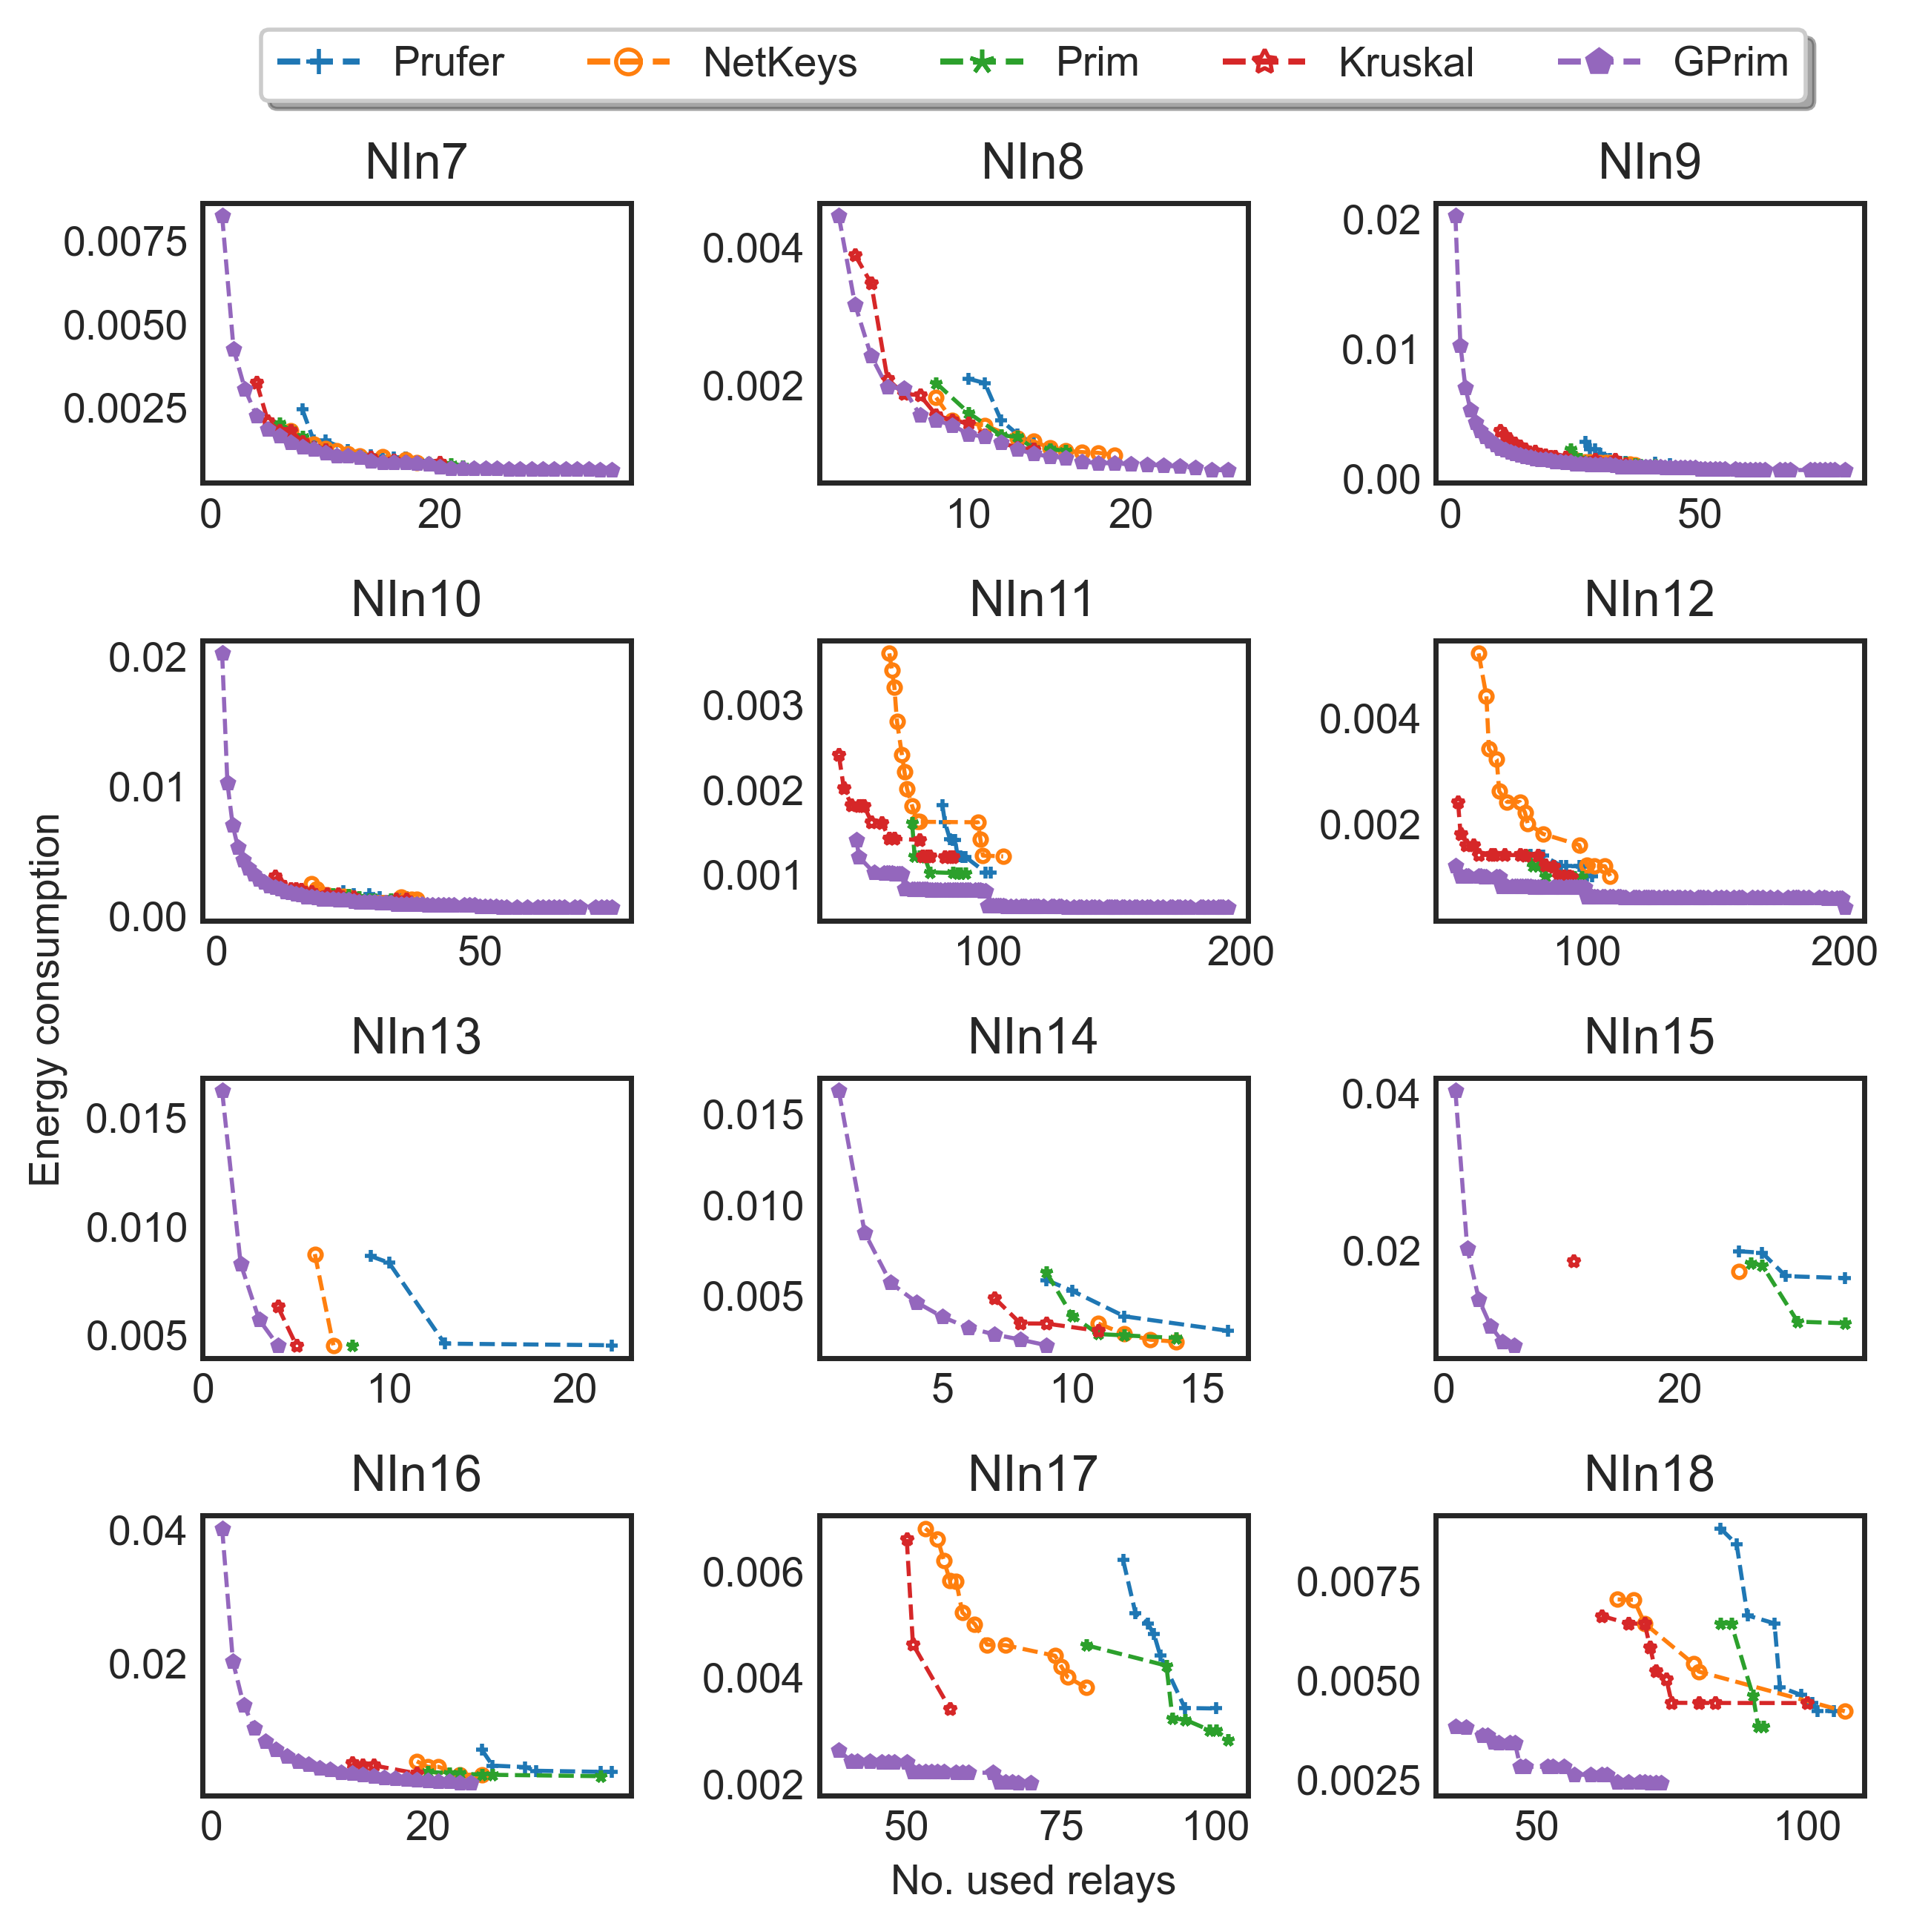 Prufer NetKeys Prim Kruskal GPrim
NIn7 NIn8 NIn9
0.0075 0.0050 0.0025
0 20
0.004 0.002
10 20
0.02 0.01 0.00
0 50
NIn10 NIn11 NIn12
0.02 0.01 0.00
0 50
0.003 0.002 0.001
100 200
0.004 0.002
100 200
Energy consumption
NIn13 NIn14 NIn15
0.015 0.010 0.005
0 10 20
0.015 0.010 0.005
5 10 15
0.04 0.02
0 20
NIn16 NIn17 NIn18
0.04 0.02
0 20
0.006 0.004 0.002
50 75 100
0.0075 0.0050 0.0025
50 100
No. used relays